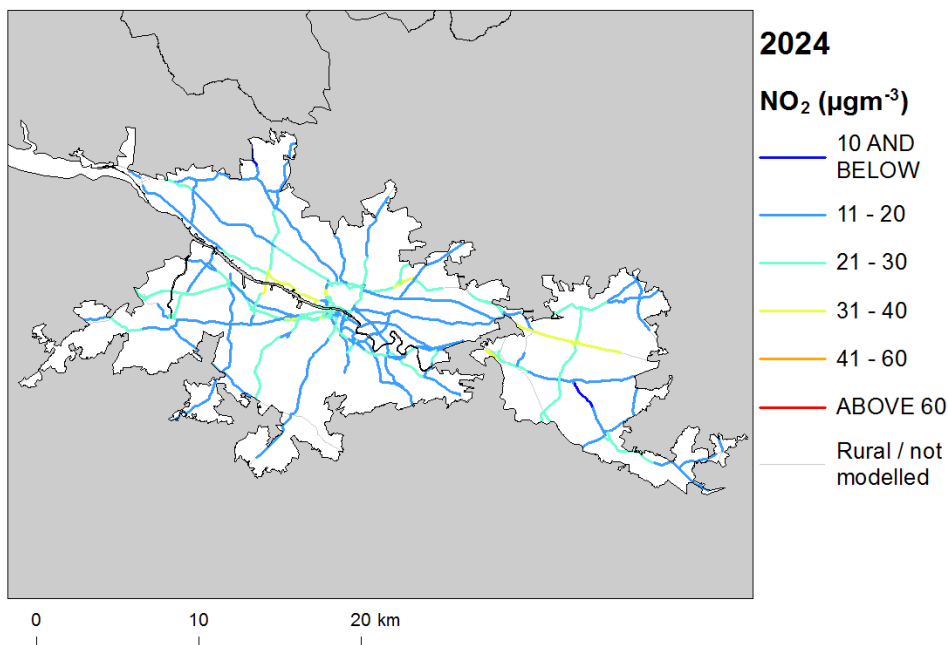 2024
NO₂ (µgm⁻³)
10 AND
BELOW
11 - 20
21 - 30
31 - 40
41 - 60
ABOVE 60
Rural / not
modelled
0 10 20 km